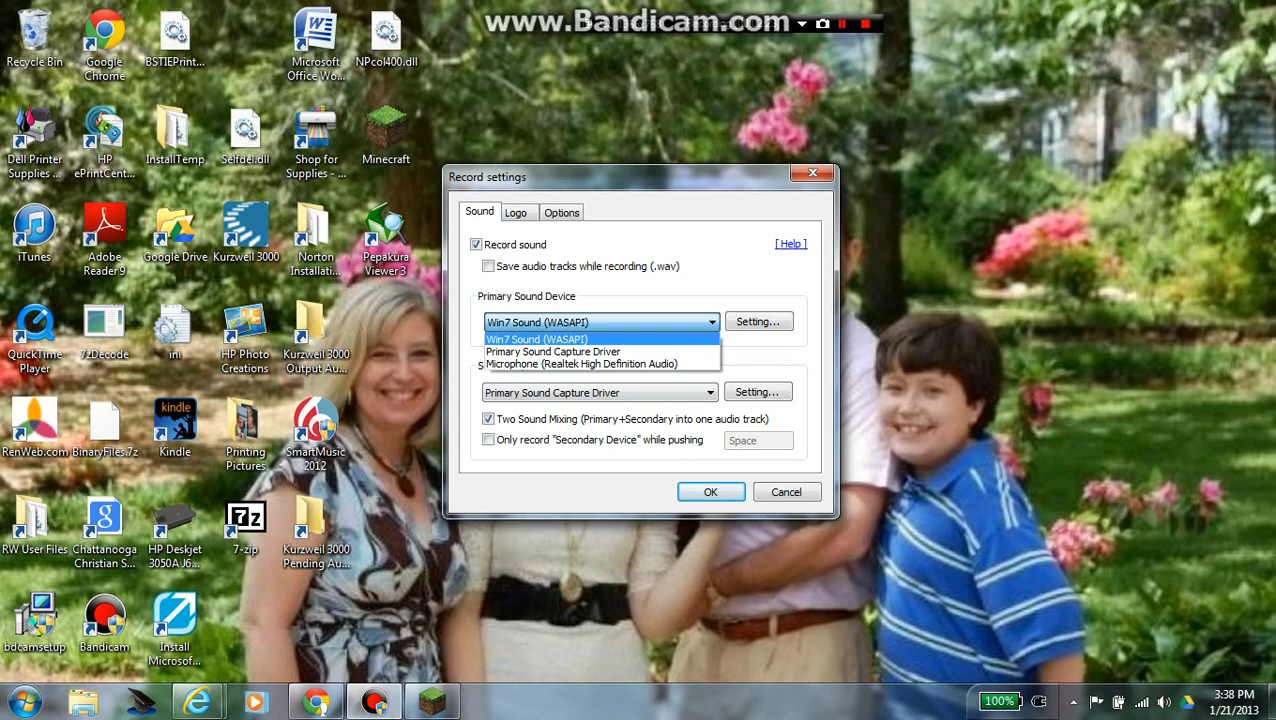 www.Bandicam.com
Recycle Bin
Google
Chrome
BSTIEPrint...
Microsoft
Office Wo...
NPcol400.dll
Dell Printer
Supplies ...
HP
ePrintCent...
InstallTemp
Selfdel.dll
Shop for
Supplies - ...
Minecraft
iTunes
Adobe
Reader 9
Google Drive
Kurzweil 3000
Norton
Installati...
Pepakura
Viewer 3
QuickTime
Player
7zDecode
ini
HP Photo
Creations
Kurzweil 3000
Output Au...
RenWeb.com
BinaryFiles.7z
kindle
Kindle
Printing
Pictures
SmartMusic
2012
RW User Files
Chattanooga
Christian S...
HP Deskjet
3050A J6...
7z
7-zip
Kurzweil 3000
Pending Au...
bdcamsetup
Bandicam
Install
Microsof...
Record settings
Sound
Logo
Options
Record sound
[ Help ]
Save audio tracks while recording (.wav)
Primary Sound Device
Win7 Sound (WASAPI)
Setting...
Win7 Sound (WASAPI)
Primary Sound Capture Driver
Microphone (Realtek High Definition Audio)
Primary Sound Capture Driver
Setting...
Two Sound Mixing (Primary+Secondary into one audio track)
Only record "Secondary Device" while pushing
Space
OK
Cancel
100%
3:38 PM
1/21/2013